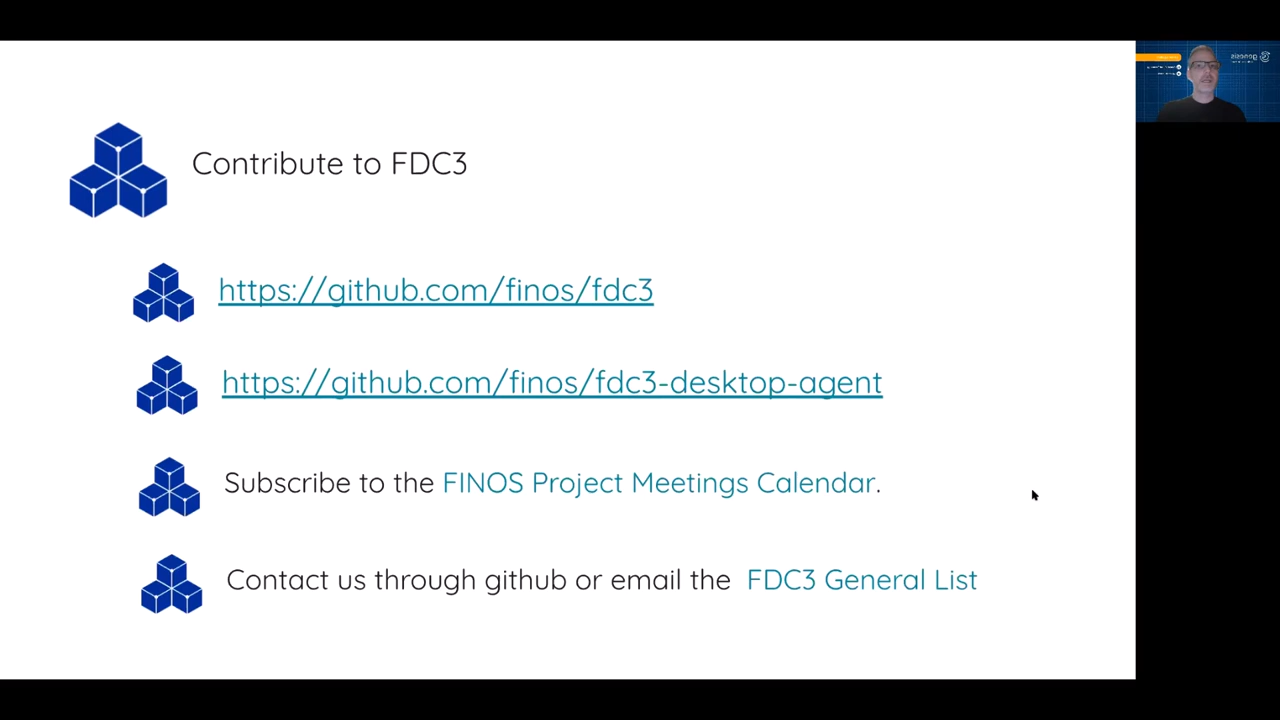 Contribute to FDC3
https://github.com/finos/fdc3
https://github.com/finos/fdc3-desktop-agent
Subscribe to the FINOS Project Meetings Calendar.
Contact us through github or email the FDC3 General List
genesis